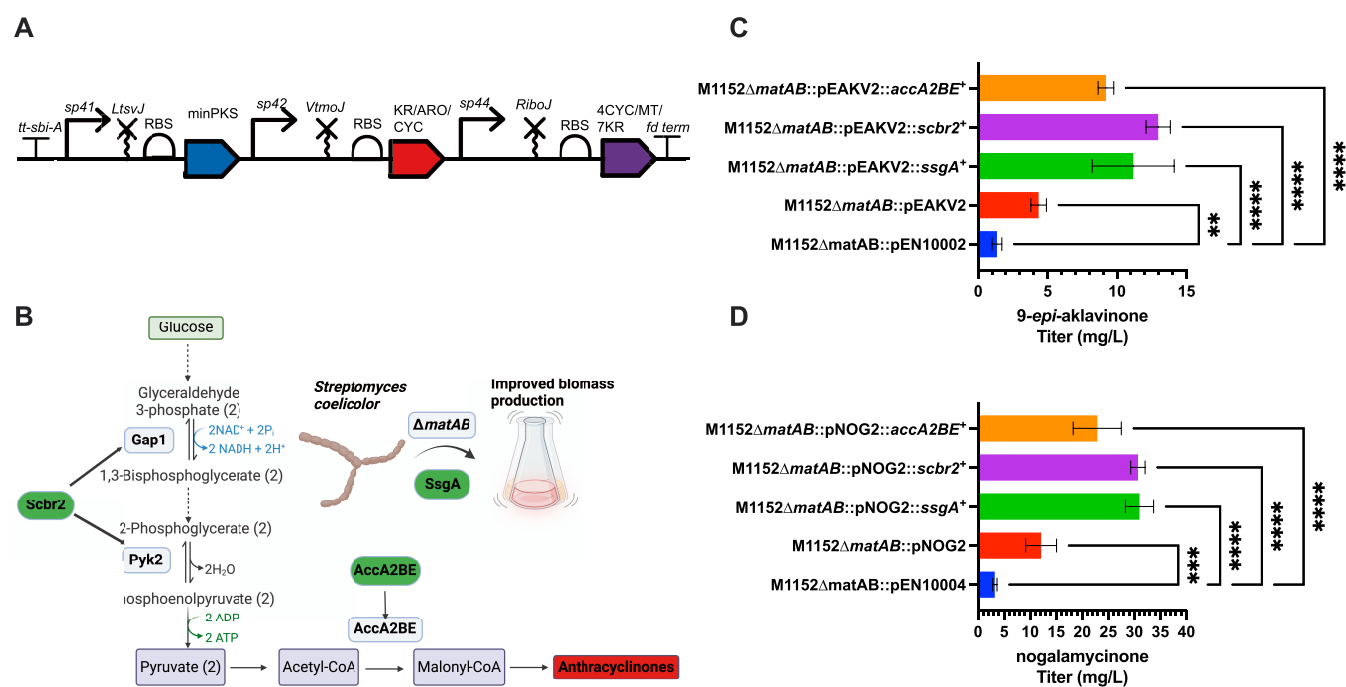 A
tt-sbi-A
sp41
LtsvJ
RBS
minPKS
sp42
VtmoJ
RBS
KR/ARO/
CYC
sp44
RiboJ
RBS
4CYC/MT/
7KR
fd term
B
Glucose
Glyceraldehyde
3-phosphate (2)
Gap1
2NAD⁺ + 2Pᵢ
2 NADH + 2H⁺
1,3-Bisphosphoglycerate (2)
Scbr2
2-Phosphoglycerate (2)
Pyk2
2H₂O
hosphoenolpyruvate (2)
2 ADP
2 ATP
Pyruvate (2)
Acetyl-CoA
Malonyl-CoA
Anthracyclinones
AccA2BE
AccA2BE
Streptomyces
coelicolor
ΔmatAB
SsgA
Improved biomass
production
C
M1152ΔmatAB::pEAKV2::accA2BE⁺
M1152ΔmatAB::pEAKV2::scbr2⁺
M1152ΔmatAB::pEAKV2::ssgA⁺
M1152ΔmatAB::pEAKV2
M1152ΔmatAB::pEN10002
** **** **** ****
0 5 10 15
9-epi-aklavinone
Titer (mg/L)
D
M1152ΔmatAB::pNOG2::accA2BE⁺
M1152ΔmatAB::pNOG2::scbr2⁺
M1152ΔmatAB::pNOG2::ssgA⁺
M1152ΔmatAB::pNOG2
M1152ΔmatAB::pEN10004
*** **** **** ****
0 5 10 15 20 25 30 35 40
nogalamycinone
Titer (mg/L)